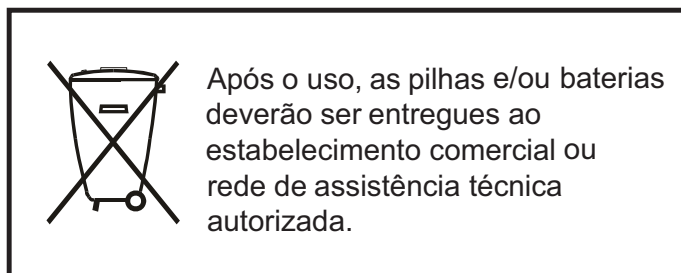 Após o uso, as pilhas e/ou baterias
deverão ser entregues ao
estabelecimento comercial ou
rede de assistência técnica
autorizada.